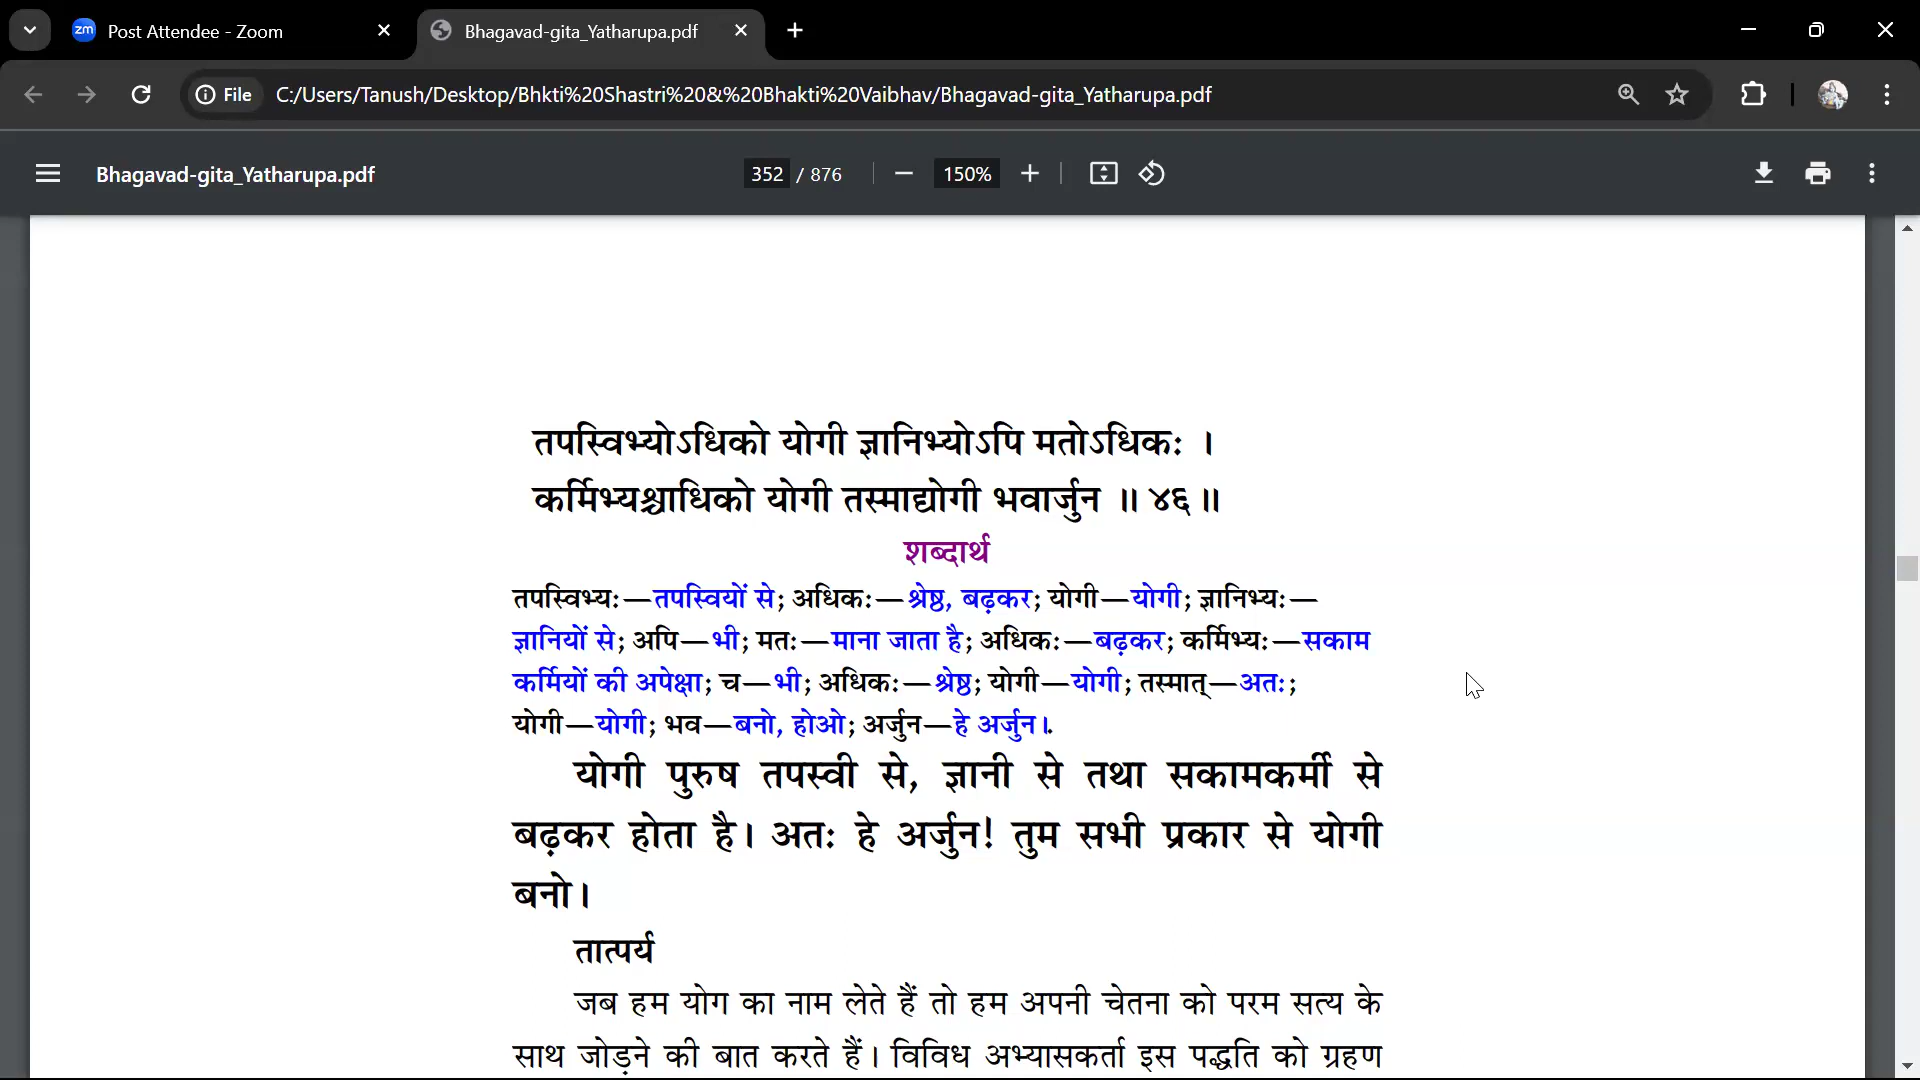 Post Attendee - Zoom
Bhagavad-gita_Yatharupa.pdf
File
C:/Users/Tanush/Desktop/Bhkti%20Shastri%20&%20Bhakti%20Vaibhav/Bhagavad-gita_Yatharupa.pdf
Bhagavad-gita_Yatharupa.pdf
352 / 876
150%
तपस्विभ्योऽधिको योगी ज्ञानिभ्योऽपि मतोऽधिकः ।
कर्मिभ्यश्चाधिको योगी तस्माद्योगी भवार्जुन ॥ ४६ ॥
शब्दार्थ
तपस्विभ्यः—तपस्वियों से; अधिकः—श्रेष्ठ, बढ़कर; योगी—योगी; ज्ञानिभ्यः—
ज्ञानियों से; अपि—भी; मतः—माना जाता है; अधिकः—बढ़कर; कर्मिभ्यः—सकाम
कर्मियों की अपेक्षा; च—भी; अधिकः—श्रेष्ठ; योगी—योगी; तस्मात्—अतः;
योगी—योगी; भव—बनो, होओ; अर्जुन—हे अर्जुन।.
योगी पुरुष तपस्वी से, ज्ञानी से तथा सकामकर्मी से
बढ़कर होता है। अतः हे अर्जुन! तुम सभी प्रकार से योगी
बनो।
तात्पर्य
जब हम योग का नाम लेते हैं तो हम अपनी चेतना को परम सत्य के
साथ जोड़ने की बात करते हैं। विविध अभ्यासकर्ता इस पद्धति को ग्रहण